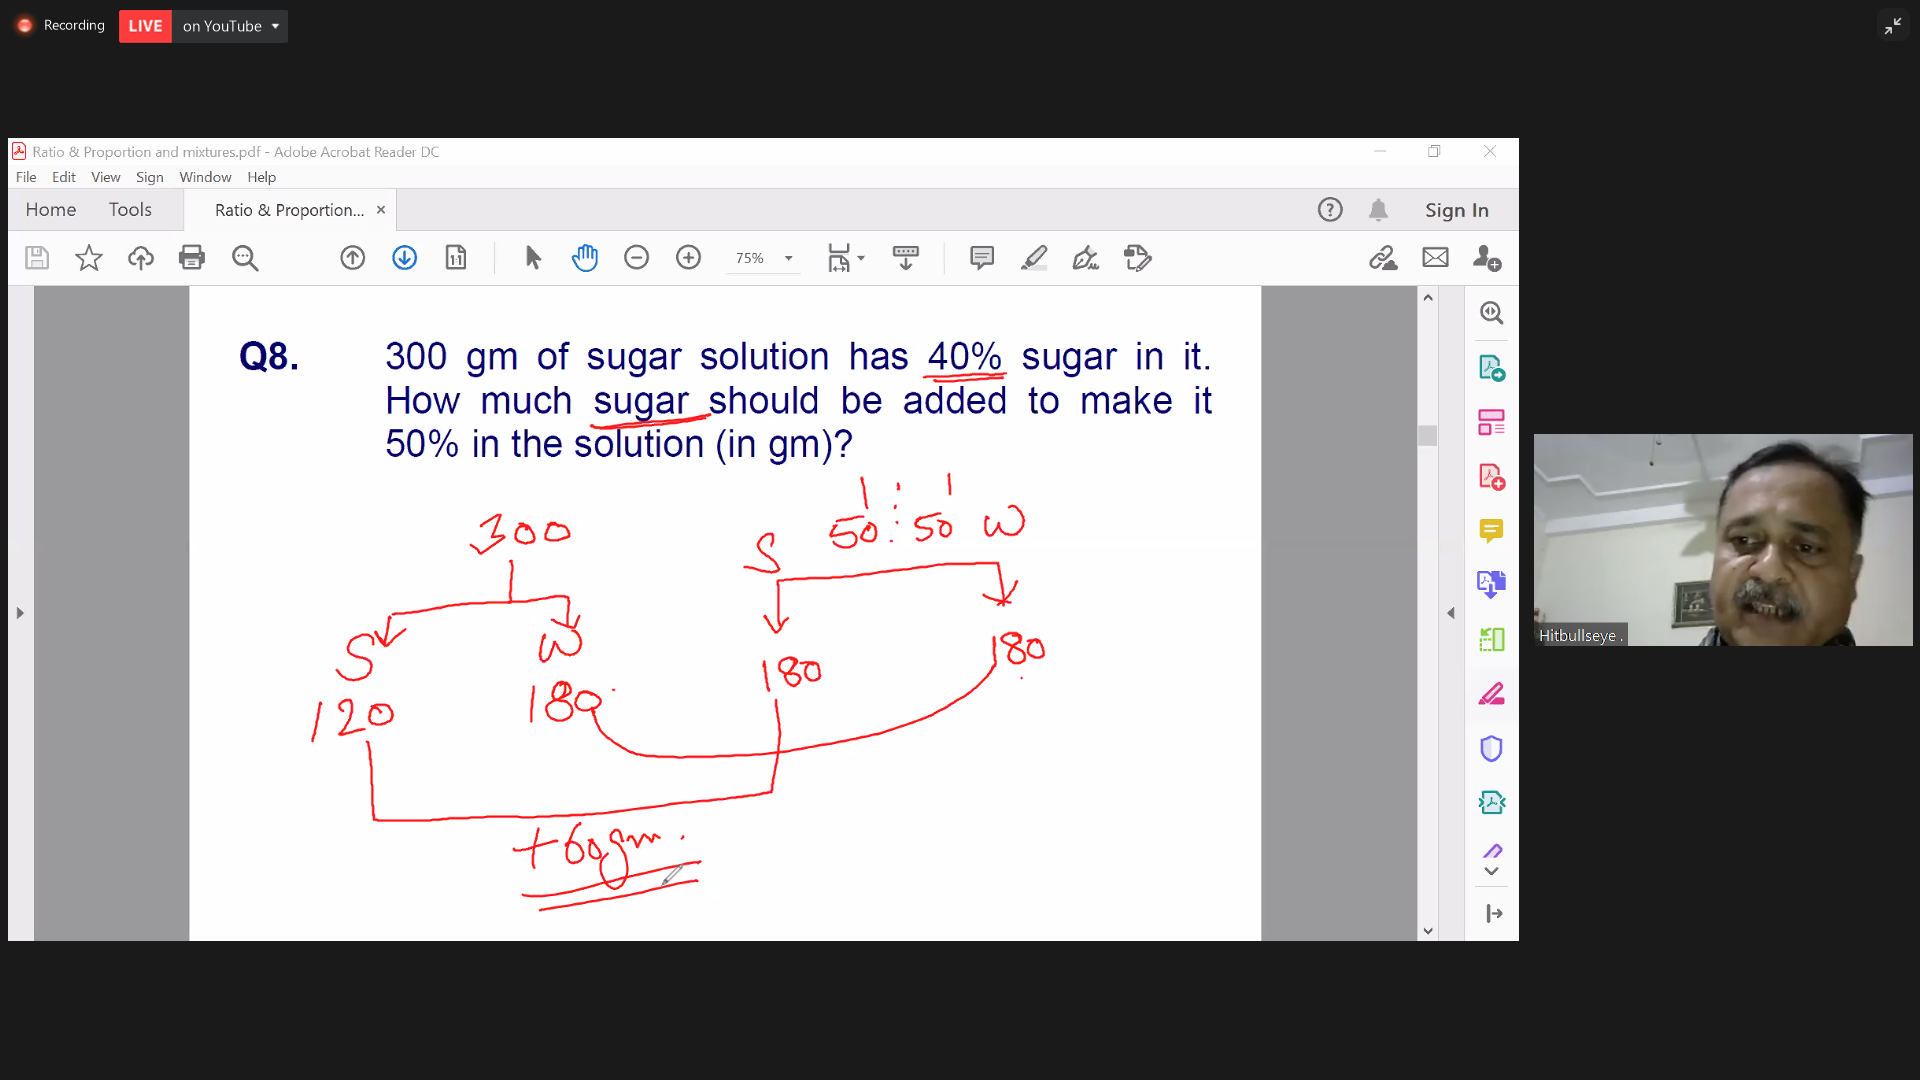 Recording
LIVE on YouTube
Ratio & Proportion and mixtures.pdf - Adobe Acrobat Reader DC
File Edit View Sign Window Help
Home Tools Ratio & Proportion... × Sign In
75%
Q8. 300 gm of sugar solution has 40% sugar in it.
How much sugar should be added to make it
50% in the solution (in gm)?
1 : 1
300 S 50 : 50 W
S W
120 180 180 180
+60gm.
Hitbullseye .